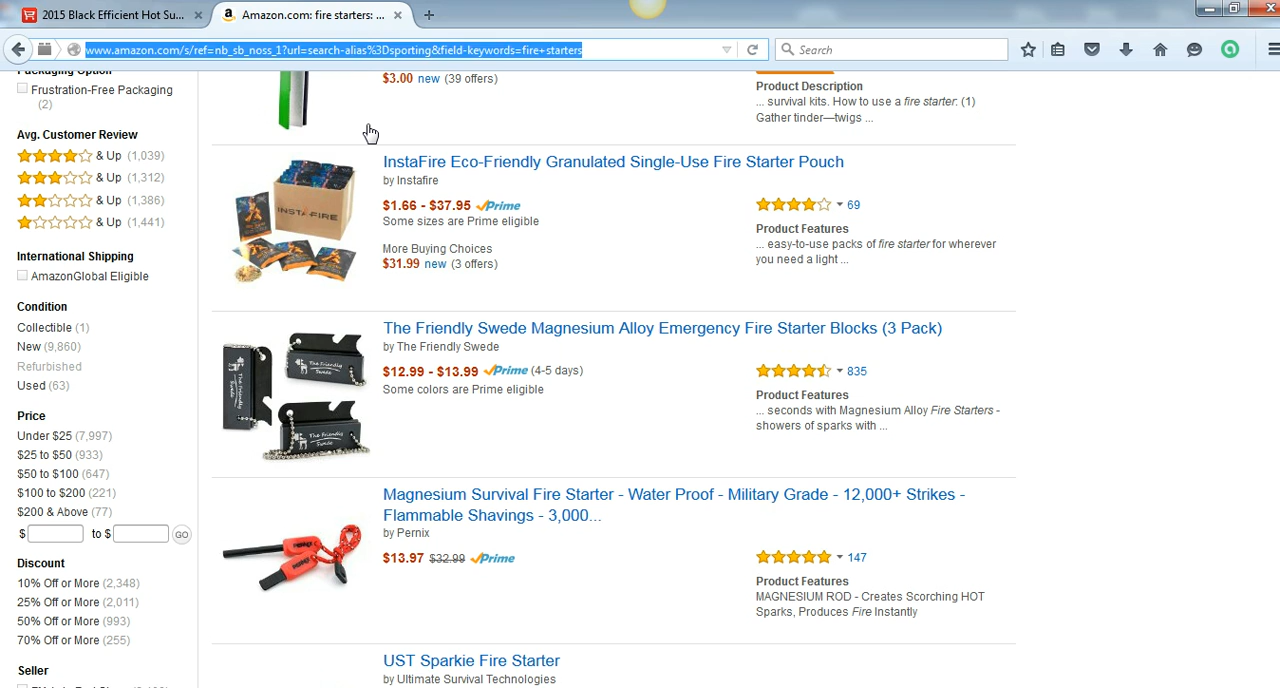 2015 Black Efficient Hot Su...
Amazon.com: fire starters: ...
www.amazon.com/s/ref=nb_sb_noss_1?url=search-alias%3Dsporting&field-keywords=fire+starters
Search
Packaging Option
Frustration-Free Packaging
(2)
Avg. Customer Review
& Up (1,039)
& Up (1,312)
& Up (1,386)
& Up (1,441)
International Shipping
AmazonGlobal Eligible
Condition
Collectible (1)
New (9,860)
Refurbished
Used (63)
Price
Under $25 (7,997)
$25 to $50 (933)
$50 to $100 (647)
$100 to $200 (221)
$200 & Above (77)
$ to $ GO
Discount
10% Off or More (2,348)
25% Off or More (2,011)
50% Off or More (993)
70% Off or More (255)
Seller
$3.00 new (39 offers)
Product Description
... survival kits. How to use a fire starter: (1)
Gather tinder—twigs ...
InstaFire Eco-Friendly Granulated Single-Use Fire Starter Pouch
by Instafire
$1.66 - $37.95 Prime
Some sizes are Prime eligible
More Buying Choices
$31.99 new (3 offers)
69
Product Features
... easy-to-use packs of fire starter for wherever
you need a light ...
INSTAFIRE
The Friendly Swede Magnesium Alloy Emergency Fire Starter Blocks (3 Pack)
by The Friendly Swede
$12.99 - $13.99 Prime (4-5 days)
Some colors are Prime eligible
835
Product Features
... seconds with Magnesium Alloy Fire Starters -
showers of sparks with ...
The Friendly
Swede
The Friendly
Swede
The Friendly
Swede
Magnesium Survival Fire Starter - Water Proof - Military Grade - 12,000+ Strikes -
Flammable Shavings - 3,000...
by Pernix
$13.97 $32.99 Prime
147
Product Features
MAGNESIUM ROD - Creates Scorching HOT
Sparks, Produces Fire Instantly
UST Sparkie Fire Starter
by Ultimate Survival Technologies